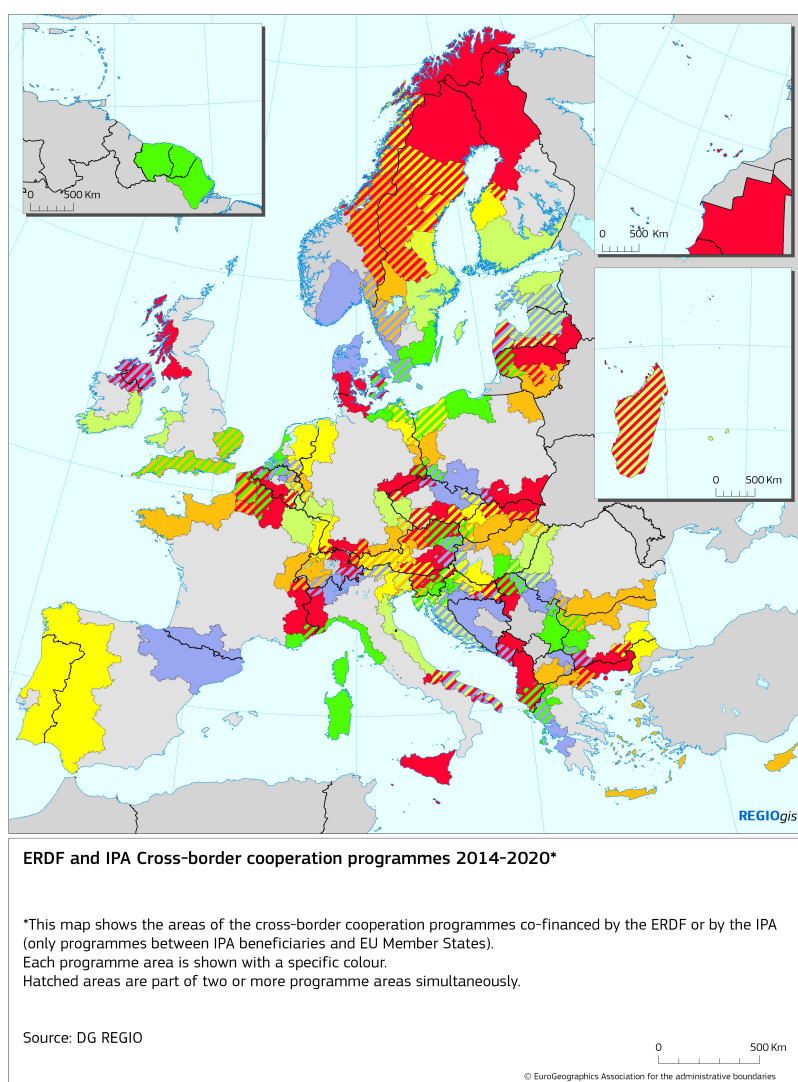 0 500 Km
0 500 Km
0 500 Km
REGIOgis
ERDF and IPA Cross-border cooperation programmes 2014-2020*
*This map shows the areas of the cross-border cooperation programmes co-financed by the ERDF or by the IPA
(only programmes between IPA beneficiaries and EU Member States).
Each programme area is shown with a specific colour.
Hatched areas are part of two or more programme areas simultaneously.
Source: DG REGIO
0 500 Km
© EuroGeographics Association for the administrative boundaries